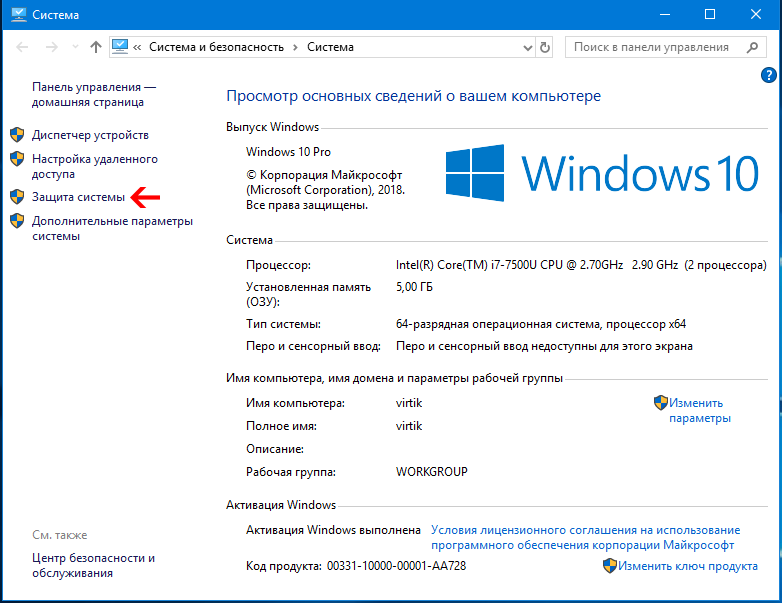 Система
« Система и безопасность › Система
Поиск в панели управления
?
Панель управления —
домашняя страница
Диспетчер устройств
Настройка удаленного
доступа
Защита системы
Дополнительные параметры
системы
См. также
Центр безопасности и
обслуживания
Просмотр основных сведений о вашем компьютере
Выпуск Windows
Windows 10 Pro
© Корпорация Майкрософт
(Microsoft Corporation), 2018.
Все права защищены.
Windows 10
Система
Процессор: Intel(R) Core(TM) i7-7500U CPU @ 2.70GHz 2.90 GHz (2 процессора)
Установленная память
(ОЗУ): 5,00 ГБ
Тип системы: 64-разрядная операционная система, процессор x64
Перо и сенсорный ввод: Перо и сенсорный ввод недоступны для этого экрана
Имя компьютера, имя домена и параметры рабочей группы
Имя компьютера: virtik
Изменить
параметры
Полное имя: virtik
Описание:
Рабочая группа: WORKGROUP
Активация Windows
Активация Windows выполнена Условия лицензионного соглашения на использование
программного обеспечения корпорации Майкрософт
Код продукта: 00331-10000-00001-AA728 Изменить ключ продукта